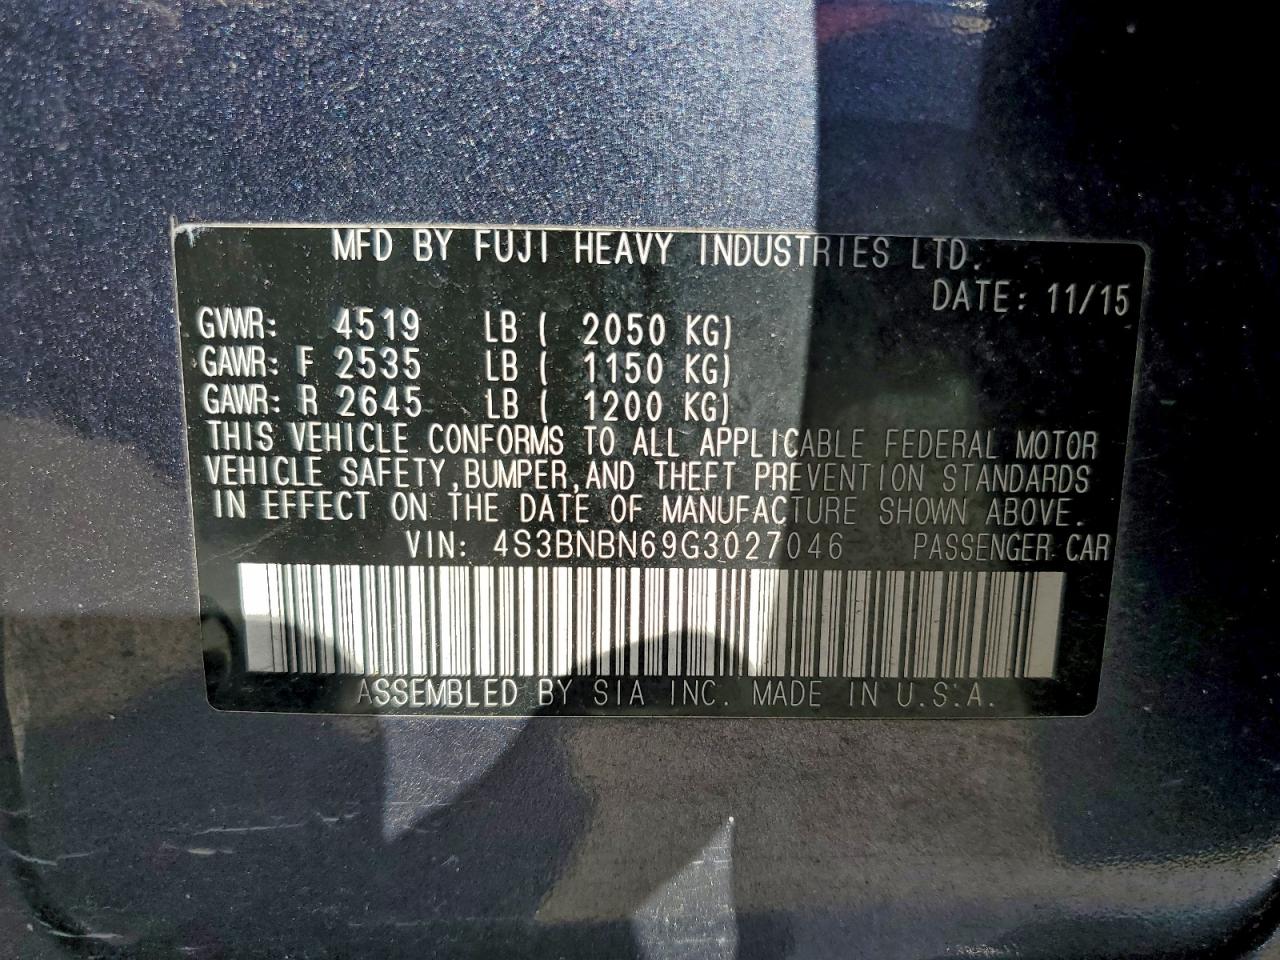 MFD BY FUJI HEAVY INDUSTRIES LTD.
DATE: 11/15
GVWR: 4519 LB ( 2050 KG)
GAWR: F 2535 LB ( 1150 KG)
GAWR: R 2645 LB ( 1200 KG)
THIS VEHICLE CONFORMS TO ALL APPLICABLE FEDERAL MOTOR
VEHICLE SAFETY, BUMPER, AND THEFT PREVENTION STANDARDS
IN EFFECT ON THE DATE OF MANUFACTURE SHOWN ABOVE.
VIN: 4S3BNBN69G3027046 PASSENGER CAR
ASSEMBLED BY SIA INC. MADE IN U.S.A.